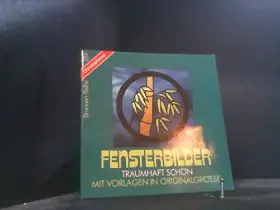 FENSTERBILDER
TRAUMHAFT SCHÖN
MIT VORLAGEN IN ORIGINALGRÖSSE